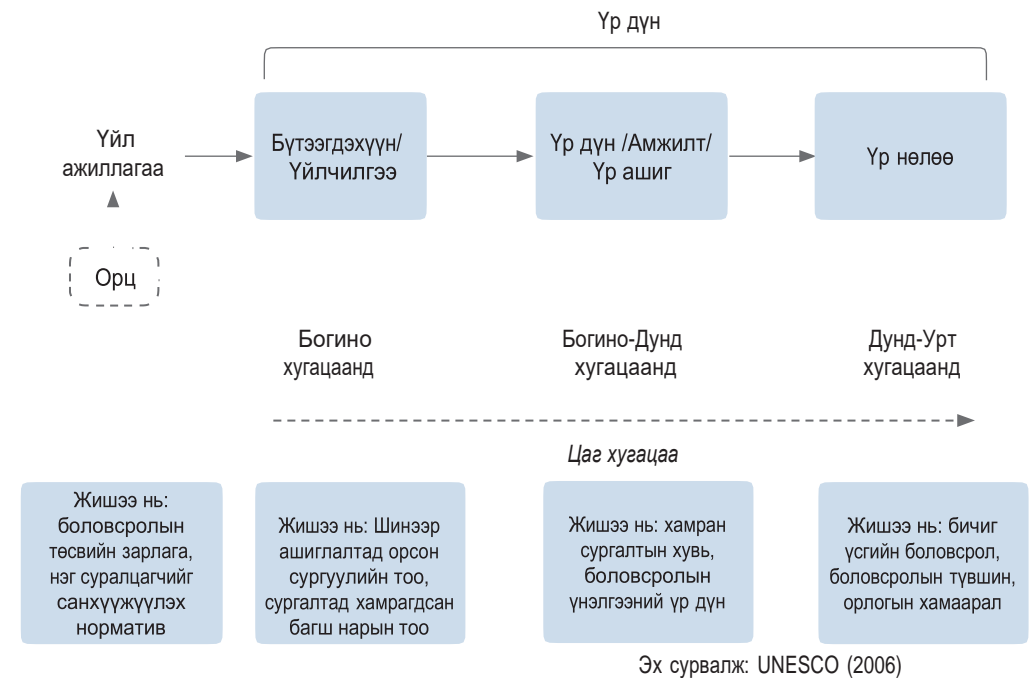 Үр дүн
Үйл
ажиллагаа
Бүтээгдэхүүн/
Үйлчилгээ
Үр дүн /Амжилт/
Үр ашиг
Үр нөлөө
Орц
Богино
хугацаанд
Богино-Дунд
хугацаанд
Дунд-Урт
хугацаанд
Цаг хугацаа
Жишээ нь:
боловсролын
төсвийн зарлага,
нэг суралцагчийг
санхүүжүүлэх
норматив
Жишээ нь: Шинээр
ашиглалтад орсон
сургуулийн тоо,
сургалтад хамрагдсан
багш нарын тоо
Жишээ нь: хамран
сургалтын хувь,
боловсролын
үнэлгээний үр дүн
Жишээ нь: бичиг
үсгийн боловсрол,
боловсролын түвшин,
орлогын хамаарал
Эх сурвалж: UNESCO (2006)